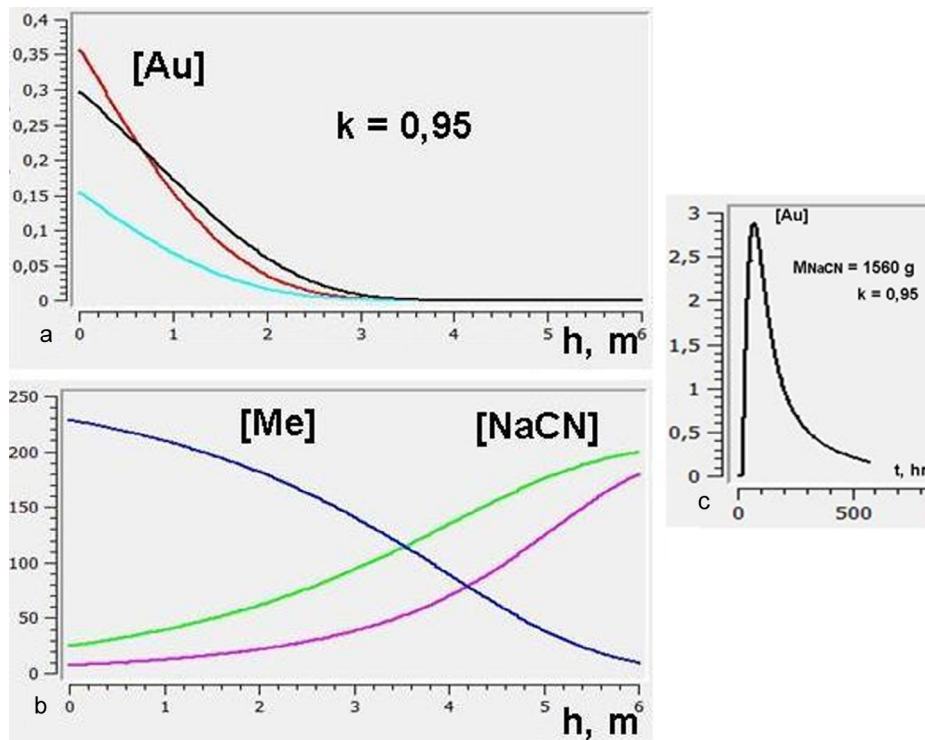 0,4
0,35
0,3
0,25
0,2
0,15
0,1
0,05
0
[Au]
k = 0,95
0 1 2 3 4 5 6
h, m
a
250
200
150
100
50
0
[Me] [NaCN]
0 1 2 3 4 5 6
h, m
b
3
2,5
2
1,5
1
0,5
0
[Au]
MNaCN = 1560 g
k = 0,95
t, hr
0 500
c